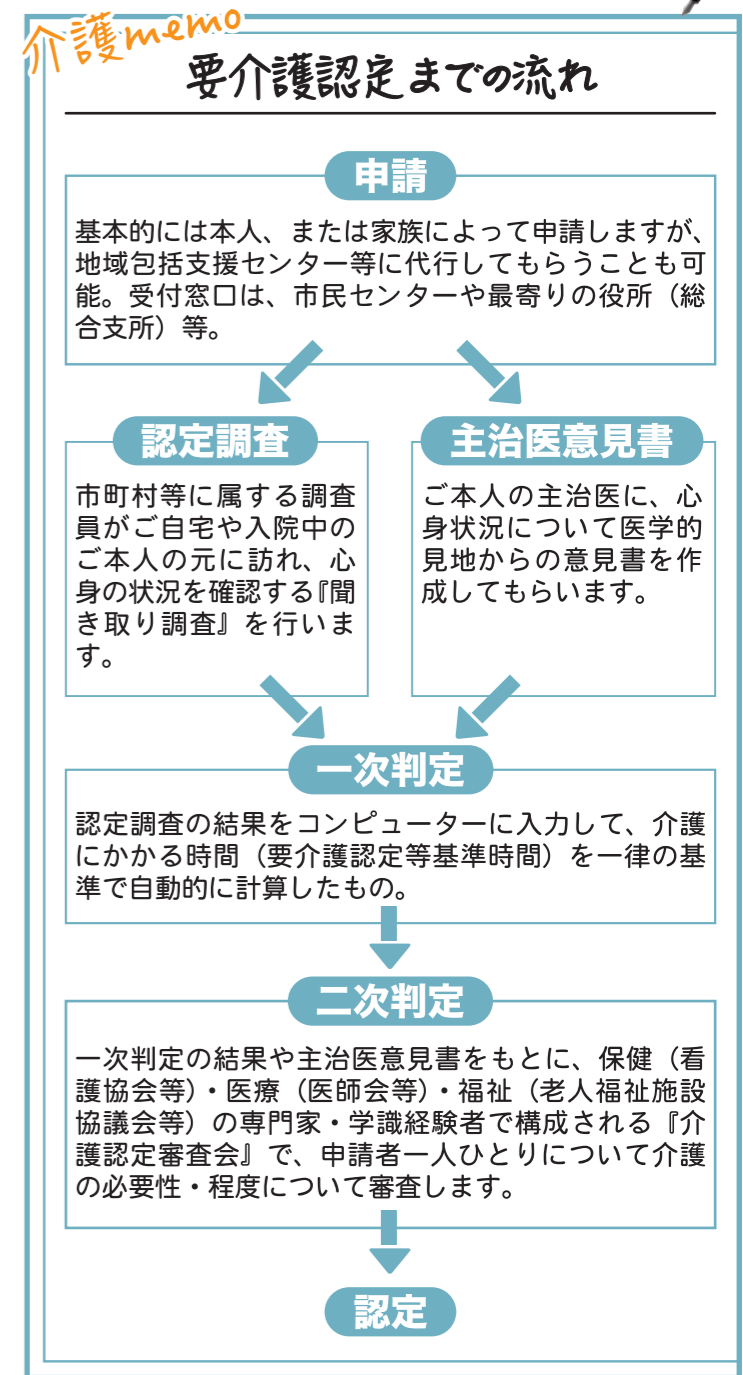 介護memo
要介護認定までの流れ
申請
基本的には本人、または家族によって申請しますが、
地域包括支援センター等に代行してもらうことも可
能。受付窓口は、市民センターや最寄りの役所（総
合支所）等。
認定調査
市町村等に属する調査
員がご自宅や入院中の
ご本人の元に訪れ、心
身の状況を確認する『聞
き取り調査』を行いま
す。
主治医意見書
ご本人の主治医に、心
身状況について医学的
見地からの意見書を作
成してもらいます。
一次判定
認定調査の結果をコンピューターに入力して、介護
にかかる時間（要介護認定等基準時間）を一律の基
準で自動的に計算したもの。
二次判定
一次判定の結果や主治医意見書をもとに、保健（看
護協会等）・医療（医師会等）・福祉（老人福祉施設
協議会等）の専門家・学識経験者で構成される『介
護認定審査会』で、申請者一人ひとりについて介護
の必要性・程度について審査します。
認定